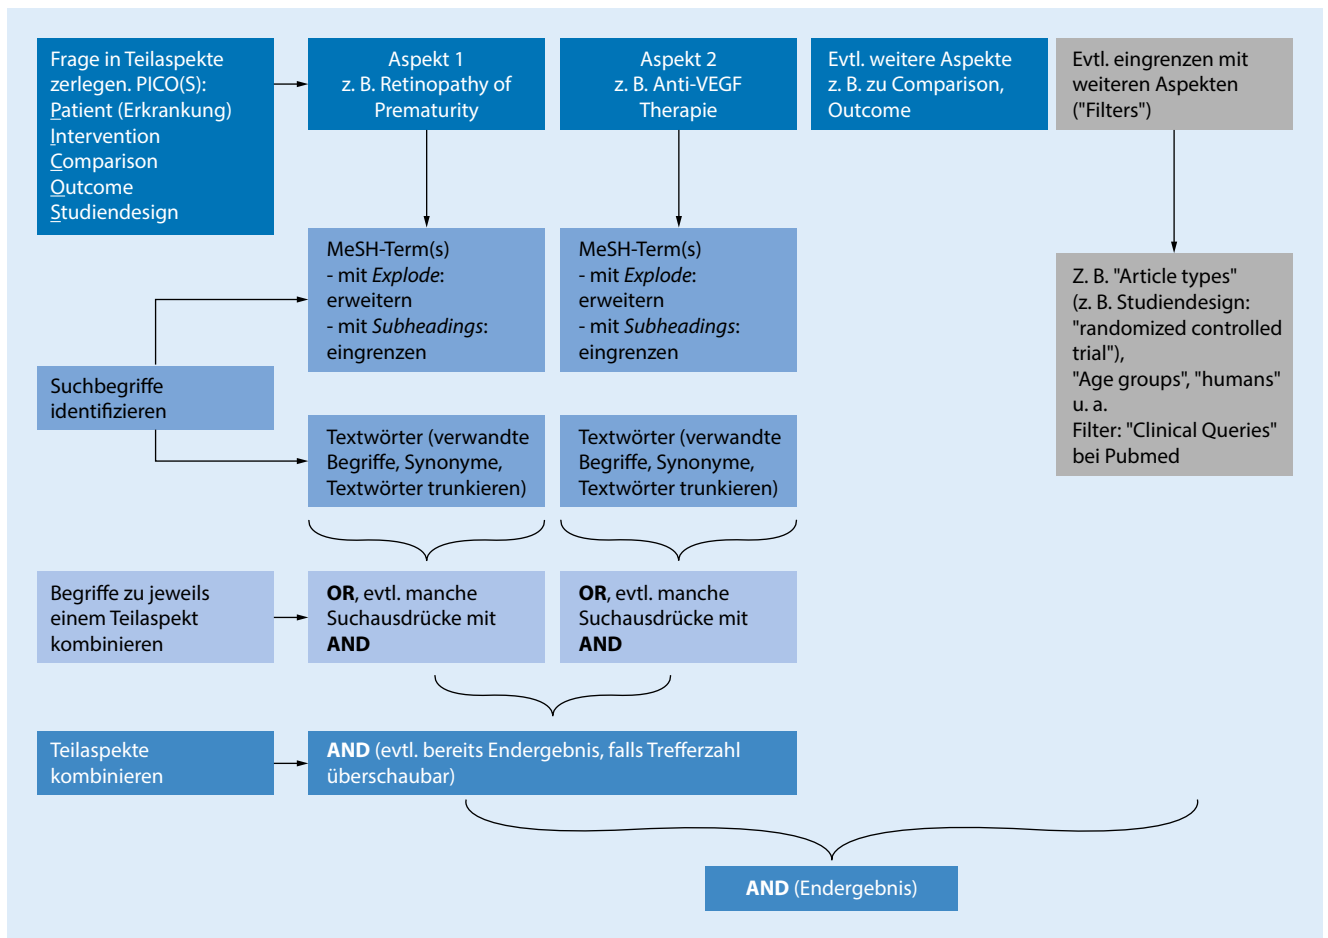 Frage in Teilaspekte
zerlegen. PICO(S):
Patient (Erkrankung)
Intervention
Comparison
Outcome
Studiendesign
Aspekt 1
z. B. Retinopathy of
Prematurity
Aspekt 2
z. B. Anti-VEGF
Therapie
Evtl. weitere Aspekte
z. B. zu Comparison,
Outcome
Evtl. eingrenzen mit
weiteren Aspekten
("Filters")
Suchbegriffe
identifizieren
MeSH-Term(s)
- mit Explode:
erweitern
- mit Subheadings:
eingrenzen
MeSH-Term(s)
- mit Explode:
erweitern
- mit Subheadings:
eingrenzen
Z. B. "Article types"
(z. B. Studiendesign:
"randomized controlled
trial"),
"Age groups", "humans"
u. a.
Filter: "Clinical Queries"
bei Pubmed
Textwörter (verwandte
Begriffe, Synonyme,
Textwörter trunkieren)
Textwörter (verwandte
Begriffe, Synonyme,
Textwörter trunkieren)
Begriffe zu jeweils
einem Teilaspekt
kombinieren
OR, evtl. manche
Suchausdrücke mit
AND
OR, evtl. manche
Suchausdrücke mit
AND
Teilaspekte
kombinieren
AND (evtl. bereits Endergebnis, falls Trefferzahl
überschaubar)
AND (Endergebnis)